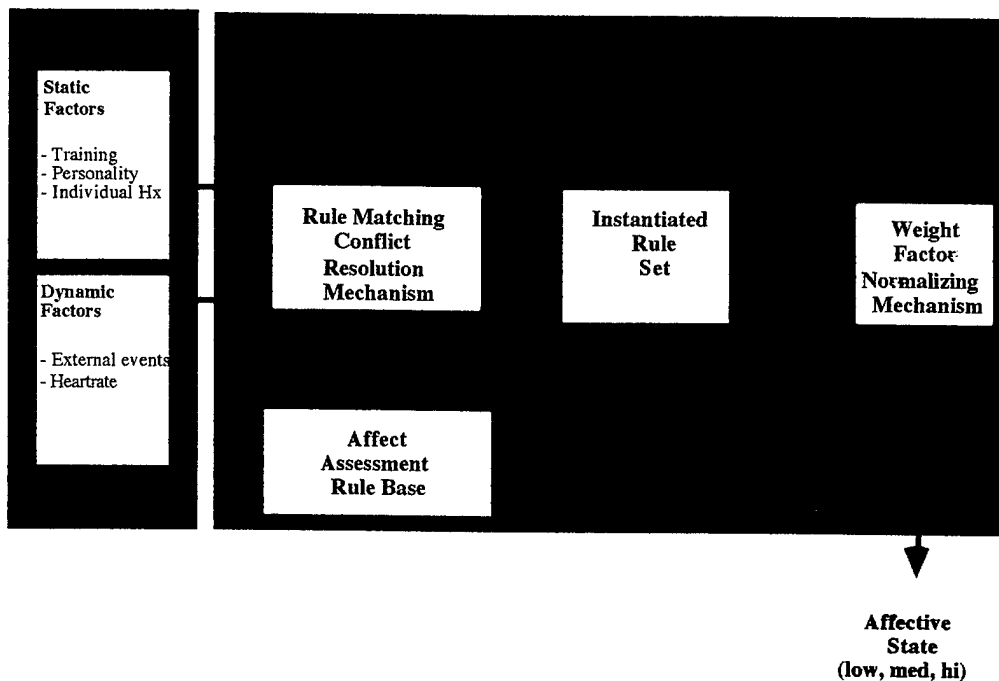 Static
Factors
- Training
- Personality
- Individual Hx
Dynamic
Factors
- External events
- Heartrate
Rule Matching
Conflict
Resolution
Mechanism
Affect
Assessment
Rule Base
Instantiated
Rule
Set
Weight
Factor
Normalizing
Mechanism
Affective
State
(low, med, hi)